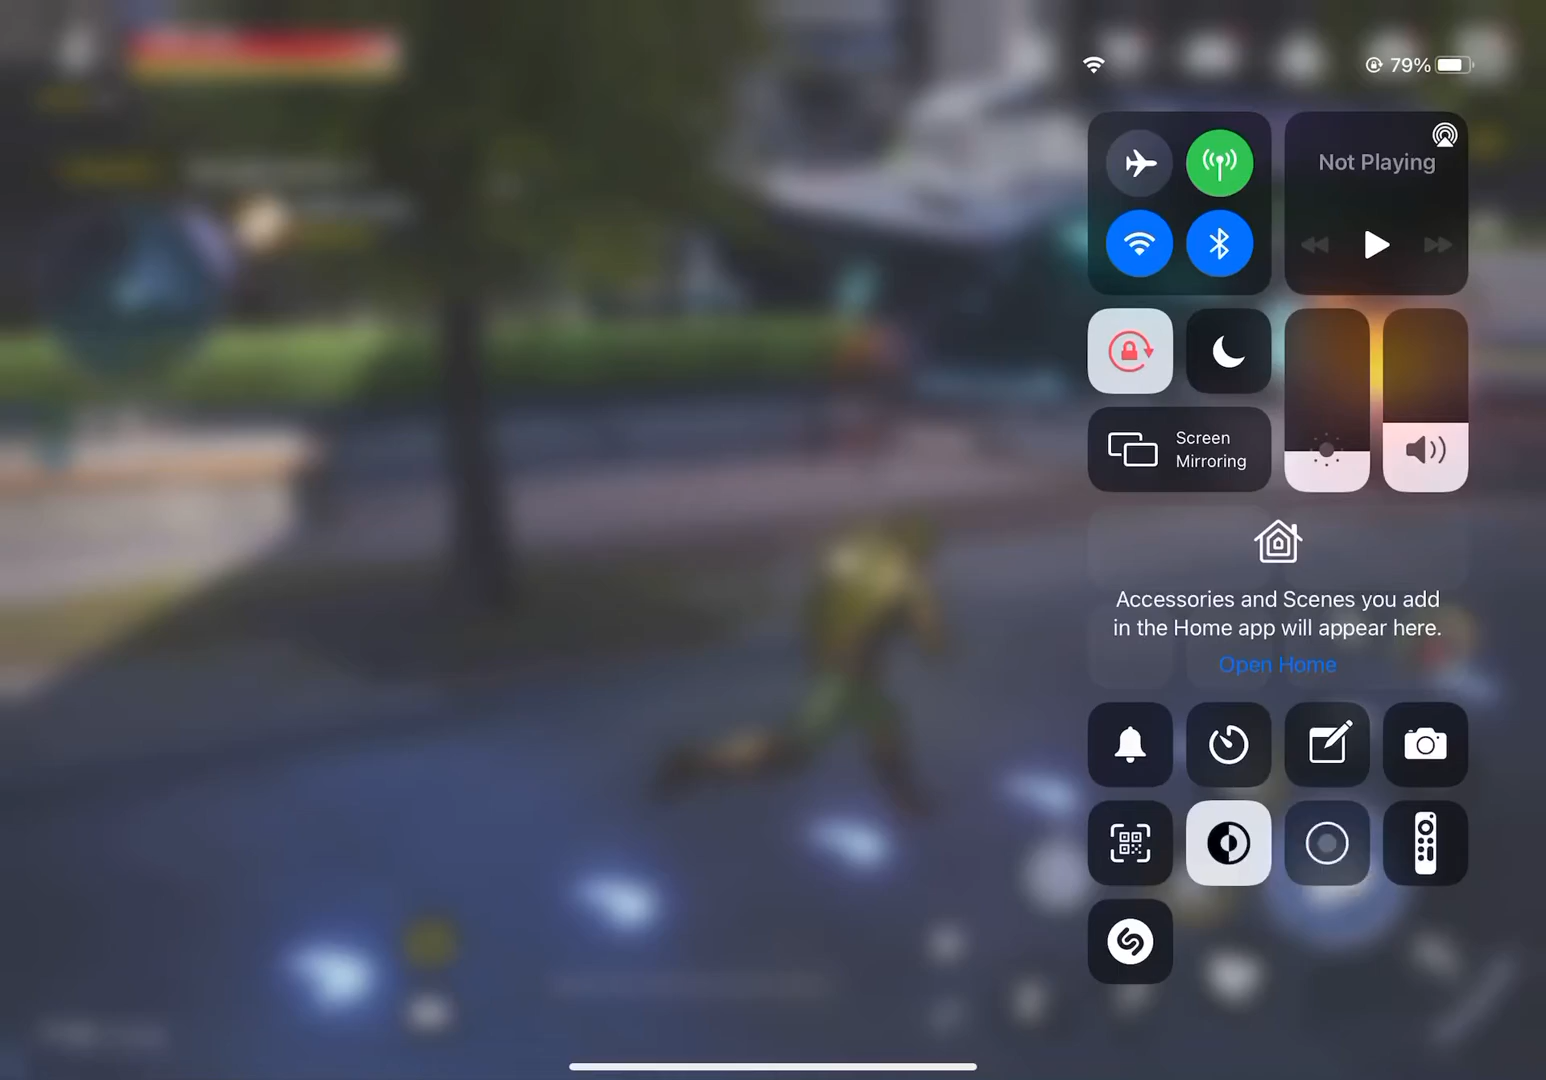 79%
Not Playing
Screen
Mirroring
Accessories and Scenes you add
in the Home app will appear here.
Open Home